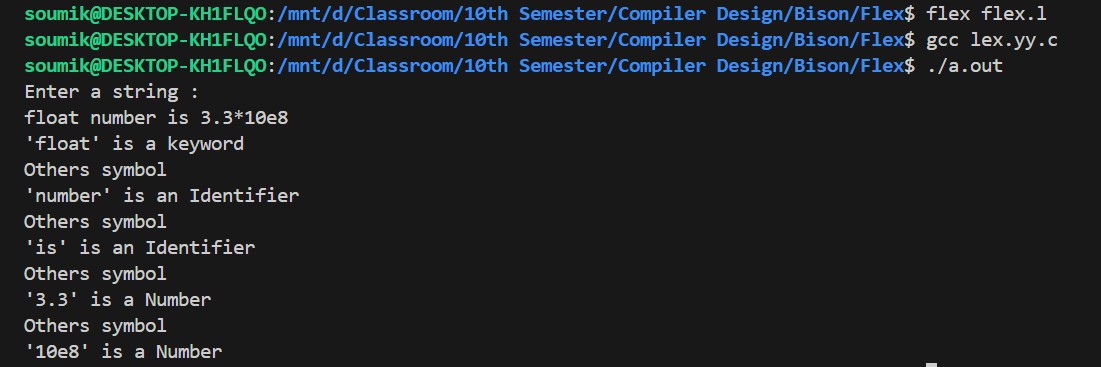 soumik@DESKTOP-KH1FLQO:/mnt/d/Classroom/10th Semester/Compiler Design/Bison/Flex$ flex flex.l
soumik@DESKTOP-KH1FLQO:/mnt/d/Classroom/10th Semester/Compiler Design/Bison/Flex$ gcc lex.yy.c
soumik@DESKTOP-KH1FLQO:/mnt/d/Classroom/10th Semester/Compiler Design/Bison/Flex$ ./a.out
Enter a string :
float number is 3.3*10e8
'float' is a keyword
Others symbol
'number' is an Identifier
Others symbol
'is' is an Identifier
Others symbol
'3.3' is a Number
Others symbol
'10e8' is a Number